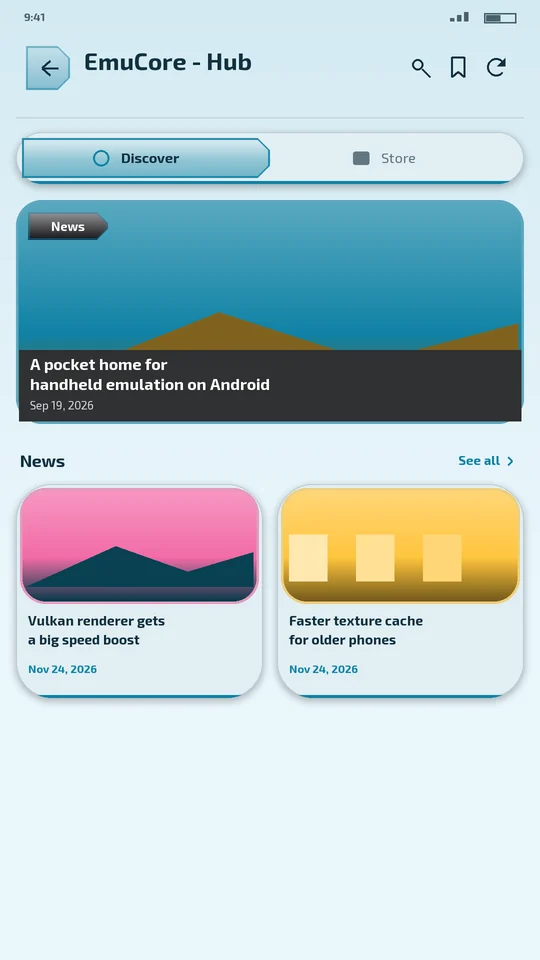 9:41
EmuCore - Hub
Discover
Store
News
A pocket home for
handheld emulation on Android
Sep 19, 2026
News
See all
Vulkan renderer gets
a big speed boost
Nov 24, 2026
Faster texture cache
for older phones
Nov 24, 2026